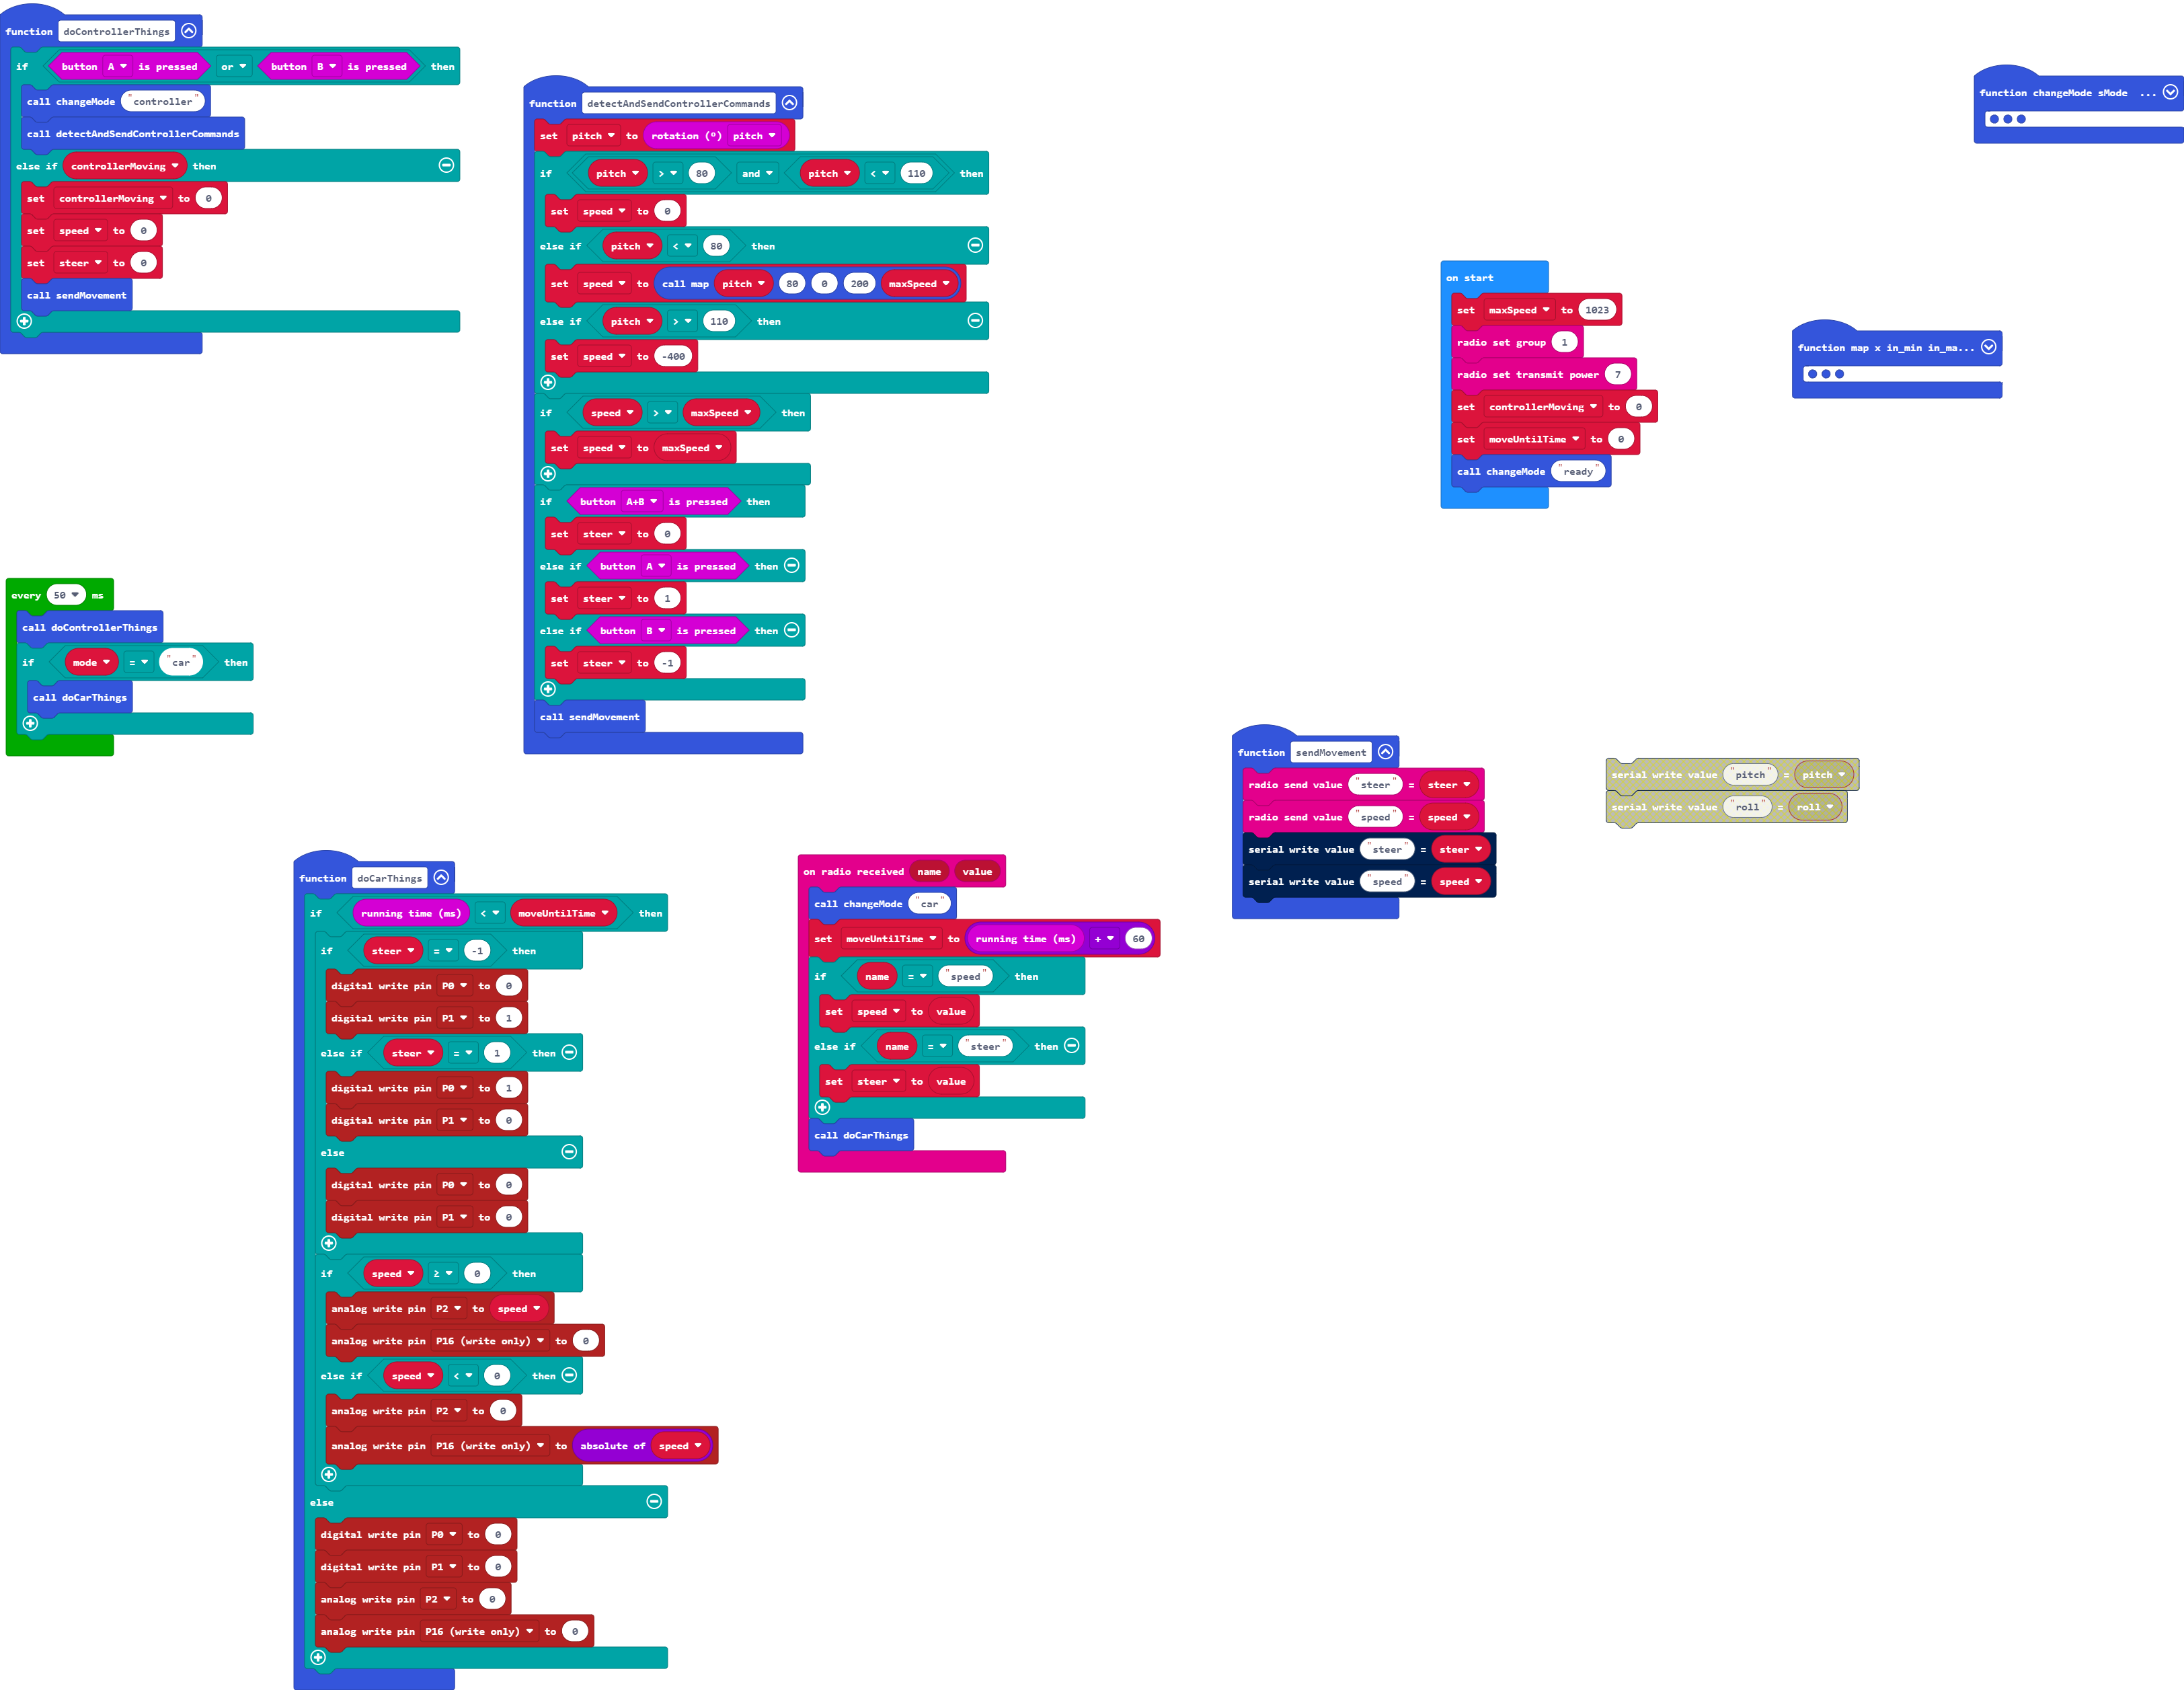 function doControllerThings
if button A is pressed or button B is pressed then
call changeMode "controller"
call detectAndSendControllerCommands
else if controllerMoving then
set controllerMoving to 0
set speed to 0
set steer to 0
call sendMovement
every 50 ms
call doControllerThings
if mode = "car" then
call doCarThings
function detectAndSendControllerCommands
set pitch to rotation (º) pitch
if pitch > 80 and pitch < 110 then
set speed to 0
else if pitch < 80 then
set speed to call map pitch 80 0 200 maxSpeed
else if pitch > 110 then
set speed to -400
if speed > maxSpeed then
set speed to maxSpeed
if button A+B is pressed then
set steer to 0
else if button A is pressed then
set steer to 1
else if button B is pressed then
set steer to -1
call sendMovement
function changeMode sMode ...
on start
set maxSpeed to 1023
radio set group 1
radio set transmit power 7
set controllerMoving to 0
set moveUntilTime to 0
call changeMode "ready"
function map x in_min in_ma...
function sendMovement
radio send value "steer" = steer
radio send value "speed" = speed
serial write value "steer" = steer
serial write value "speed" = speed
serial write value "pitch" = pitch
serial write value "roll" = roll
function doCarThings
if running time (ms) < moveUntilTime then
if steer = -1 then
digital write pin P0 to 0
digital write pin P1 to 1
else if steer = 1 then
digital write pin P0 to 1
digital write pin P1 to 0
else
digital write pin P0 to 0
digital write pin P1 to 0
if speed ≥ 0 then
analog write pin P2 to speed
analog write pin P16 (write only) to 0
else if speed < 0 then
analog write pin P2 to 0
analog write pin P16 (write only) to absolute of speed
else
digital write pin P0 to 0
digital write pin P1 to 0
analog write pin P2 to 0
analog write pin P16 (write only) to 0
on radio received name value
call changeMode "car"
set moveUntilTime to running time (ms) + 60
if name = "speed" then
set speed to value
else if name = "steer" then
set steer to value
call doCarThings